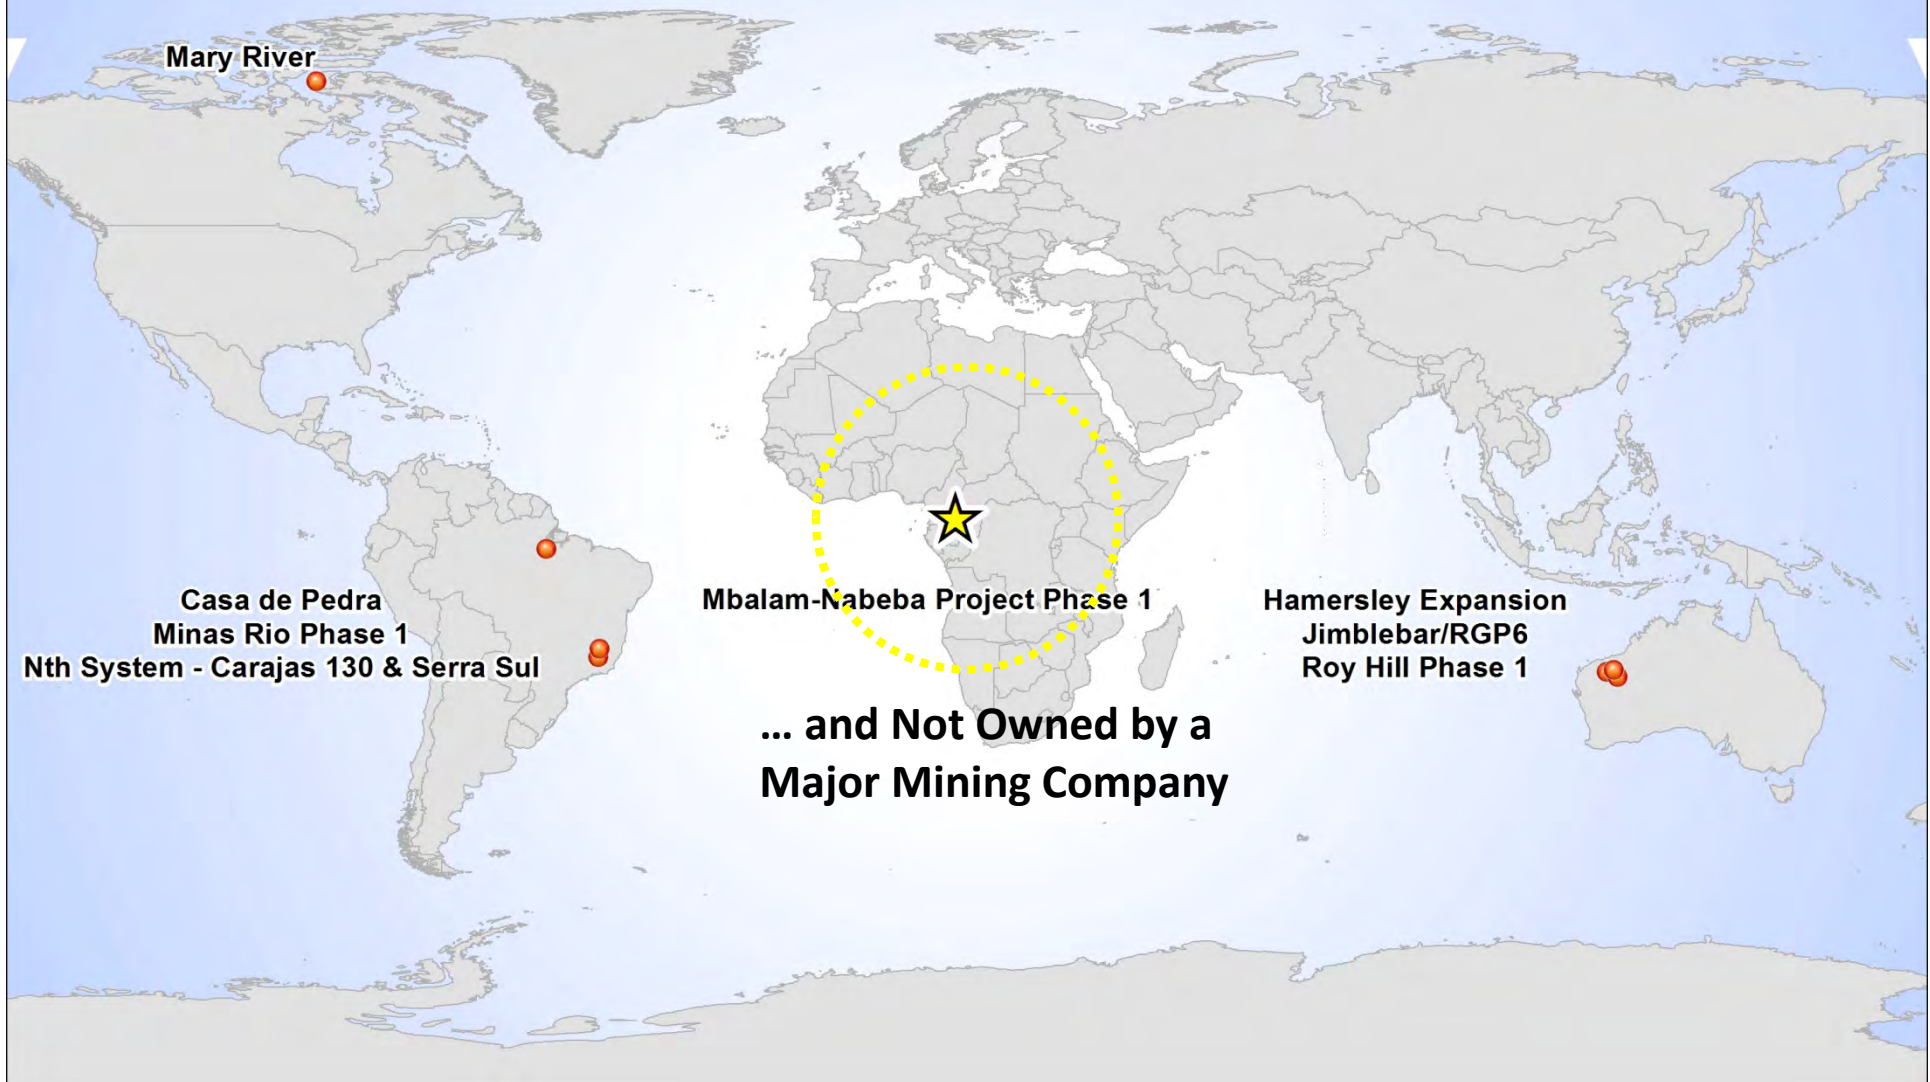 Mary River
Casa de Pedra
Minas Rio Phase 1
Nth System - Carajas 130 & Serra Sul
Mbalam-Nabeba Project Phase 1
Hamersley Expansion
Jimblebar/RGP6
Roy Hill Phase 1
... and Not Owned by a
Major Mining Company